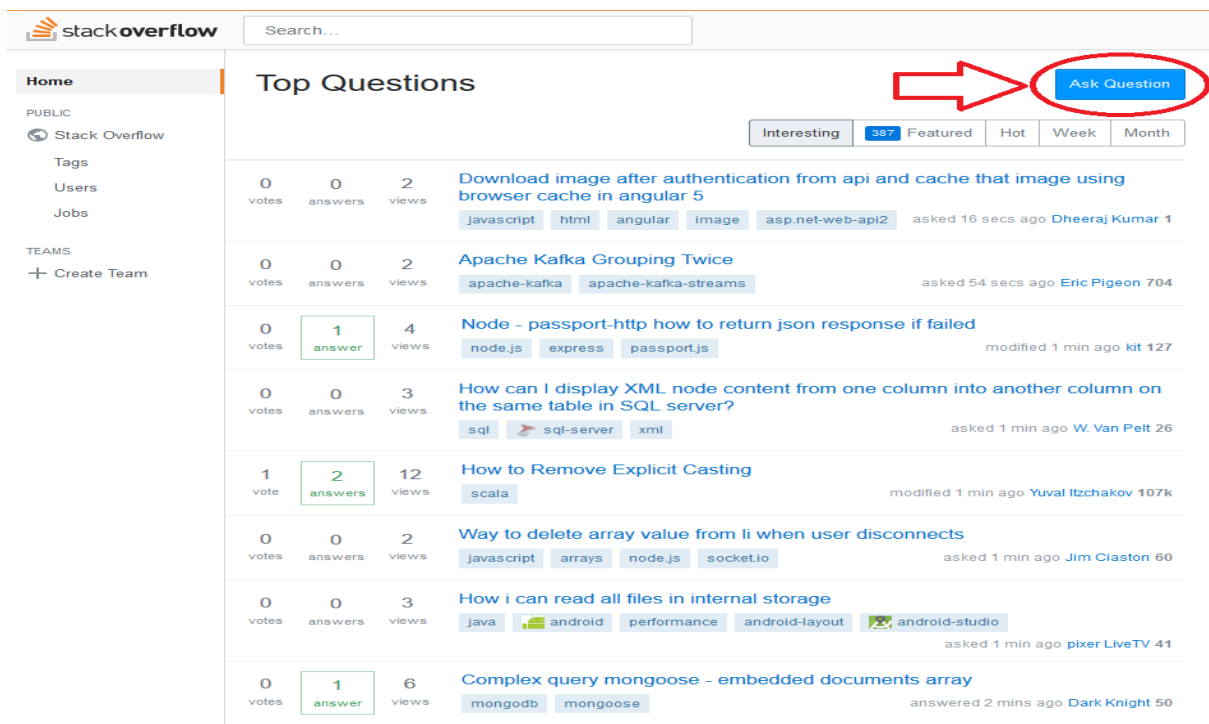 stackoverflow
Search...
Home
PUBLIC
Stack Overflow
Tags
Users
Jobs
TEAMS
Create Team
Top Questions
Ask Question
Interesting 387 Featured Hot Week Month
0 votes 0 answers 2 views
Download image after authentication from api and cache that image using
browser cache in angular 5
javascript html angular image asp.net-web-api2 asked 16 secs ago Dheeraj Kumar 1
0 votes 0 answers 2 views
Apache Kafka Grouping Twice
apache-kafka apache-kafka-streams asked 54 secs ago Eric Pigeon 704
0 votes 1 answer 4 views
Node - passport-http how to return json response if failed
node.js express passport.js modified 1 min ago kit 127
0 votes 0 answers 3 views
How can I display XML node content from one column into another column on
the same table in SQL server?
sql sql-server xml asked 1 min ago W. Van Pelt 26
1 vote 2 answers 12 views
How to Remove Explicit Casting
scala modified 1 min ago Yuval Itzchakov 107k
0 votes 0 answers 2 views
Way to delete array value from li when user disconnects
javascript arrays node.js socket.io asked 1 min ago Jim Ciaston 60
0 votes 0 answers 3 views
How i can read all files in internal storage
java android performance android-layout android-studio
asked 1 min ago pixer LiveTV 41
0 votes 1 answer 6 views
Complex query mongoose - embedded documents array
mongodb mongoose answered 2 mins ago Dark Knight 50